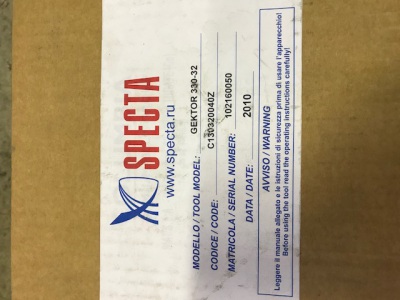 SPECTA
www.specta.ru
MODELLO / TOOL MODEL: GEKTOR 330-32
CODICE / CODE: C130320040Z
MATRICOLA / SERIAL NUMBER: 102160050
DATA / DATE: 2010
AVVISO / WARNING
Leggere il manuale allegato e le istruzioni di sicurezza prima di usare l'apparecchio!
Before using the tool read the operating instructions carefully!